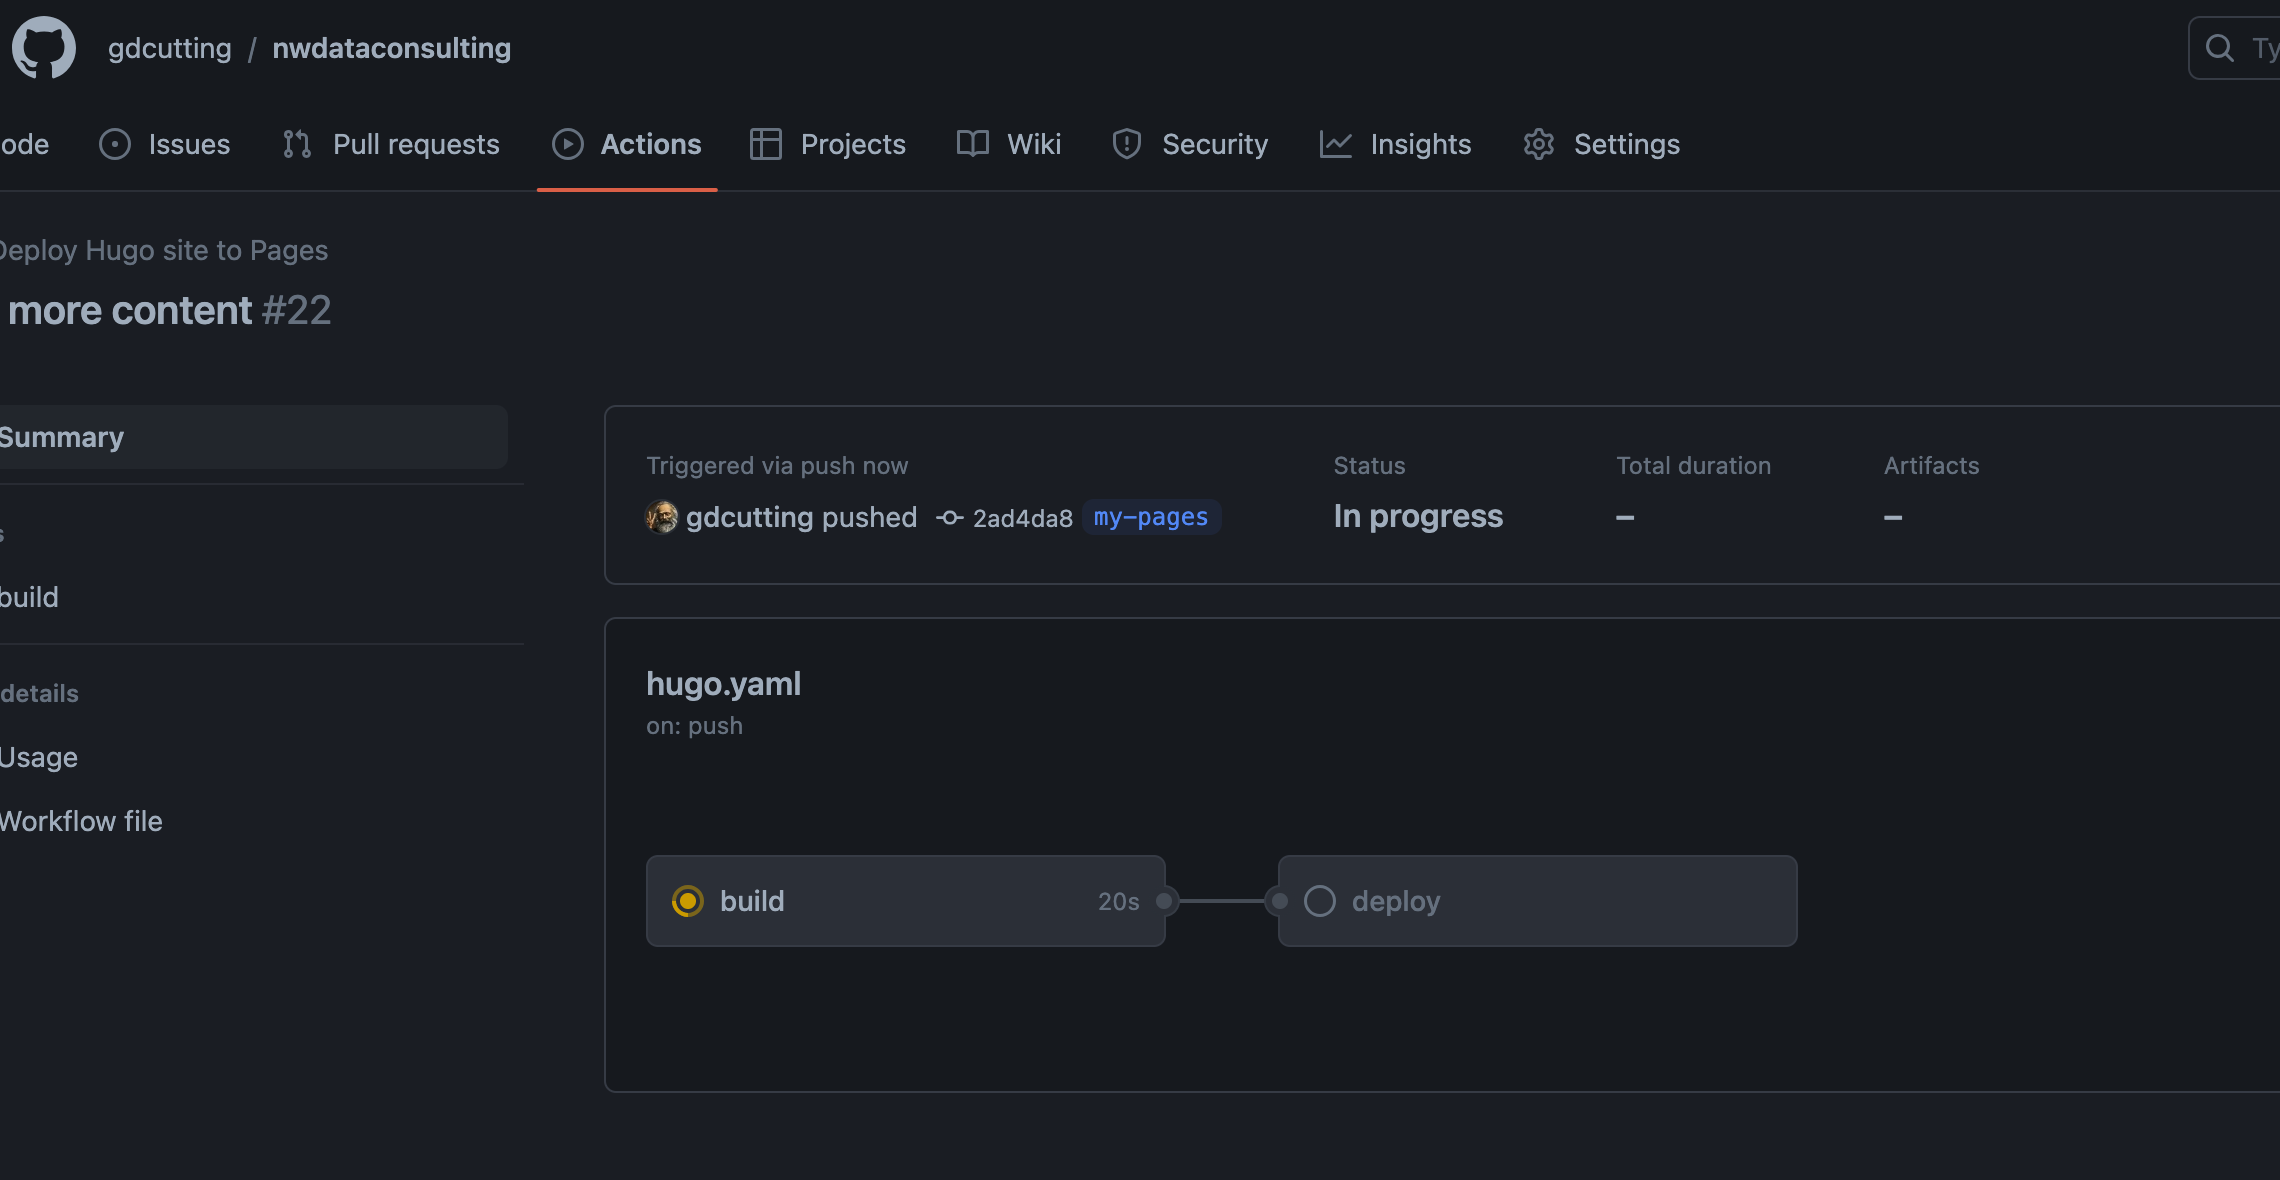 gdcutting / nwdataconsulting
Ty
ode Issues Pull requests Actions Projects Wiki Security Insights Settings
Deploy Hugo site to Pages
more content #22
Summary
s
build
details
Usage
Workflow file
Triggered via push now
gdcutting pushed 2ad4da8 my-pages
Status
In progress
Total duration
–
Artifacts
–
hugo.yaml
on: push
build 20s
deploy